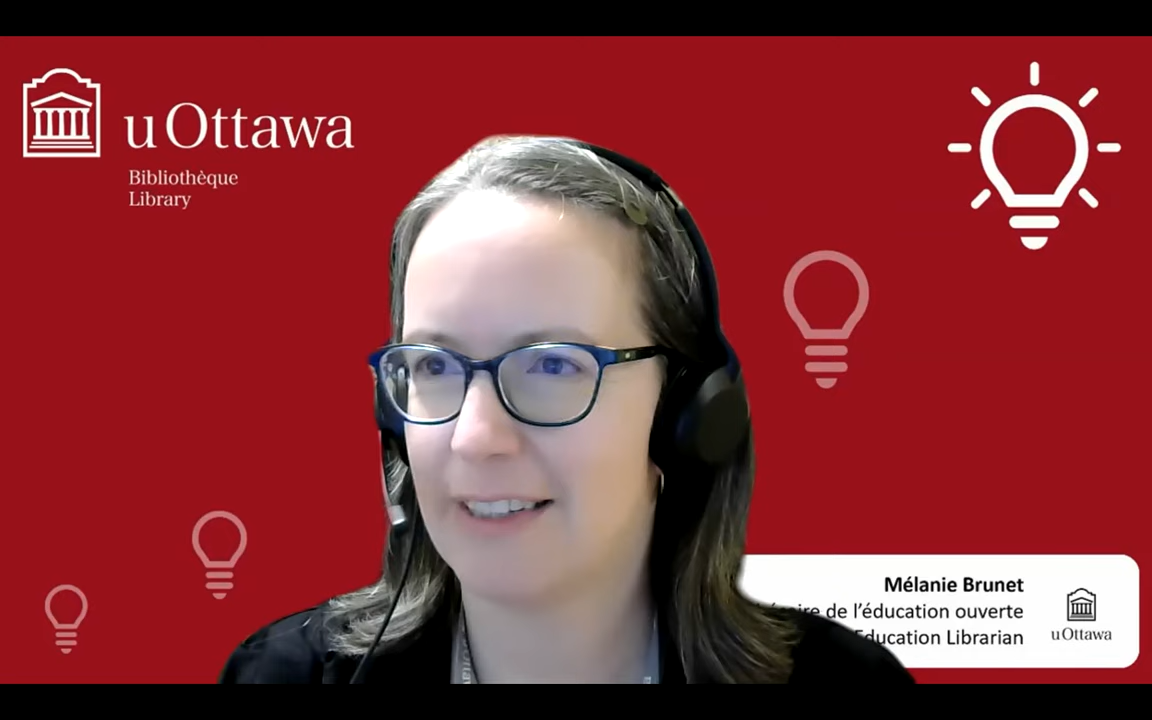 uOttawa
Bibliothèque
Library
Mélanie Brunet
de l'éducation ouverte
Education Librarian
uOttawa